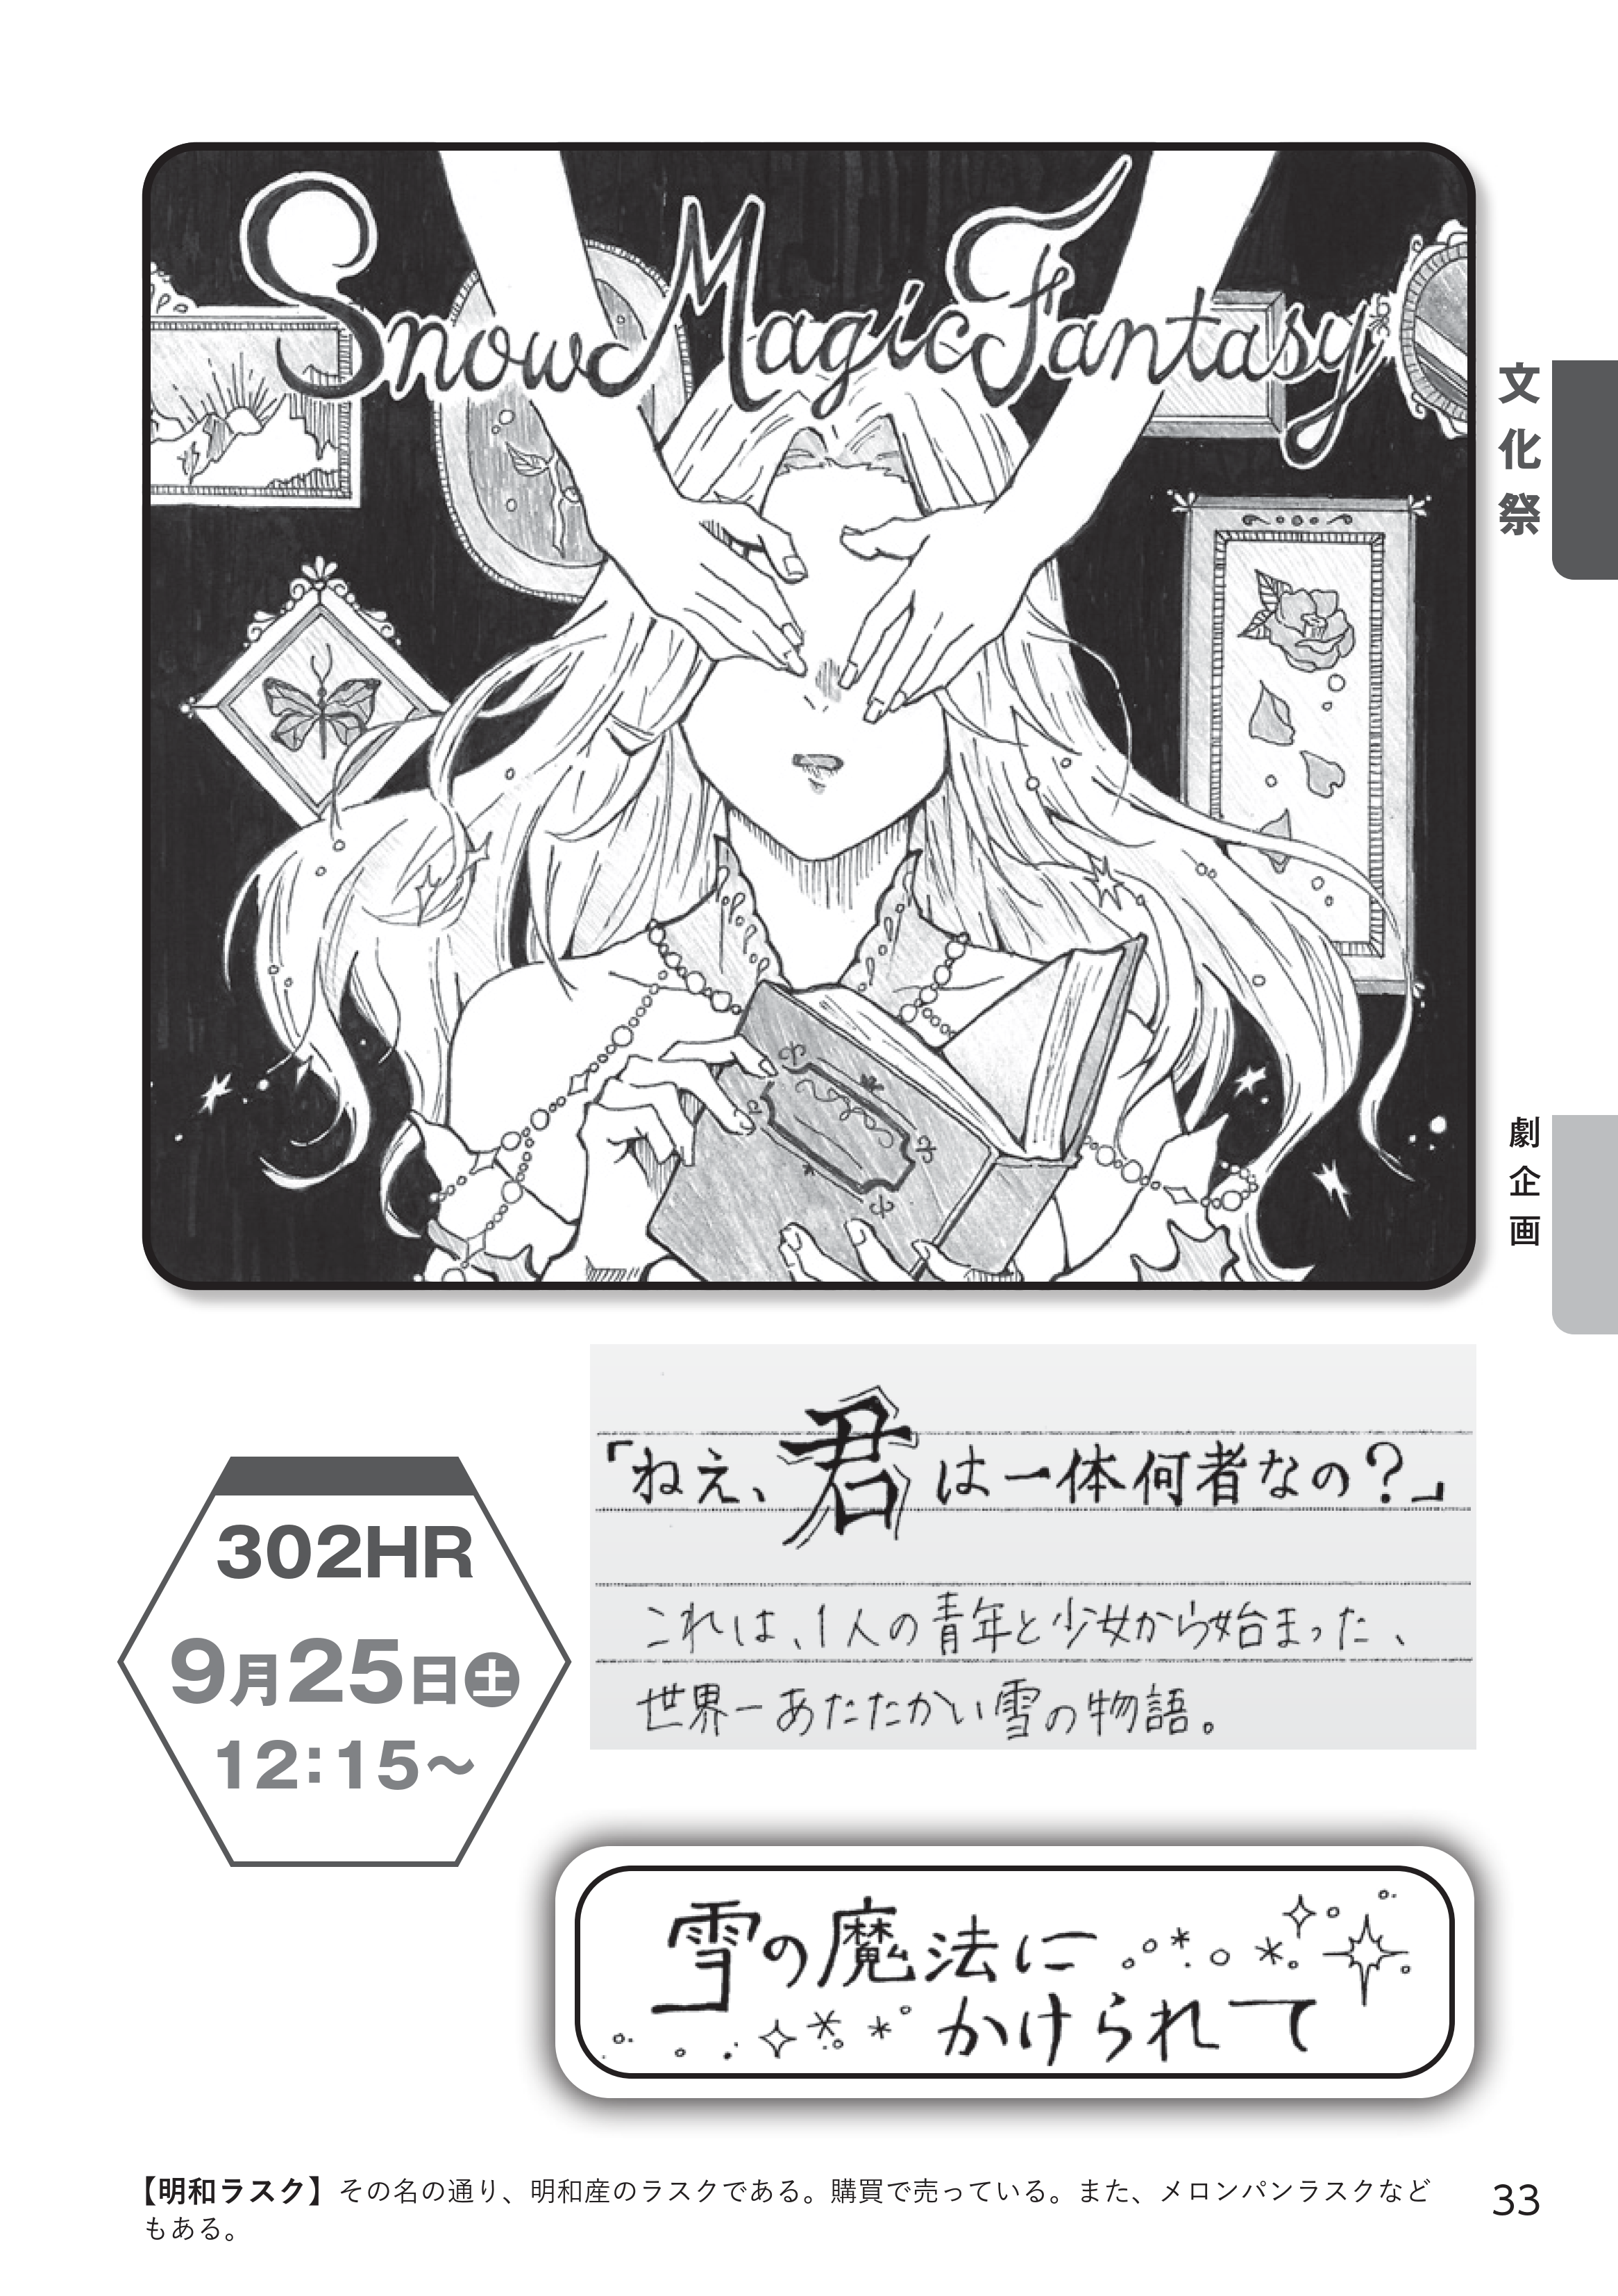 Snow Magic Fantasy
文化祭
劇企画
「ねえ、君は一体何者なの？」
これは、1人の青年と少女から始まった、
世界一あたたかい雪の物語。
302HR
9月25日土
12:15～
雪の魔法に
かけられて
【明和ラスク】その名の通り、明和産のラスクである。購買で売っている。また、メロンパンラスクなど
もある。
33